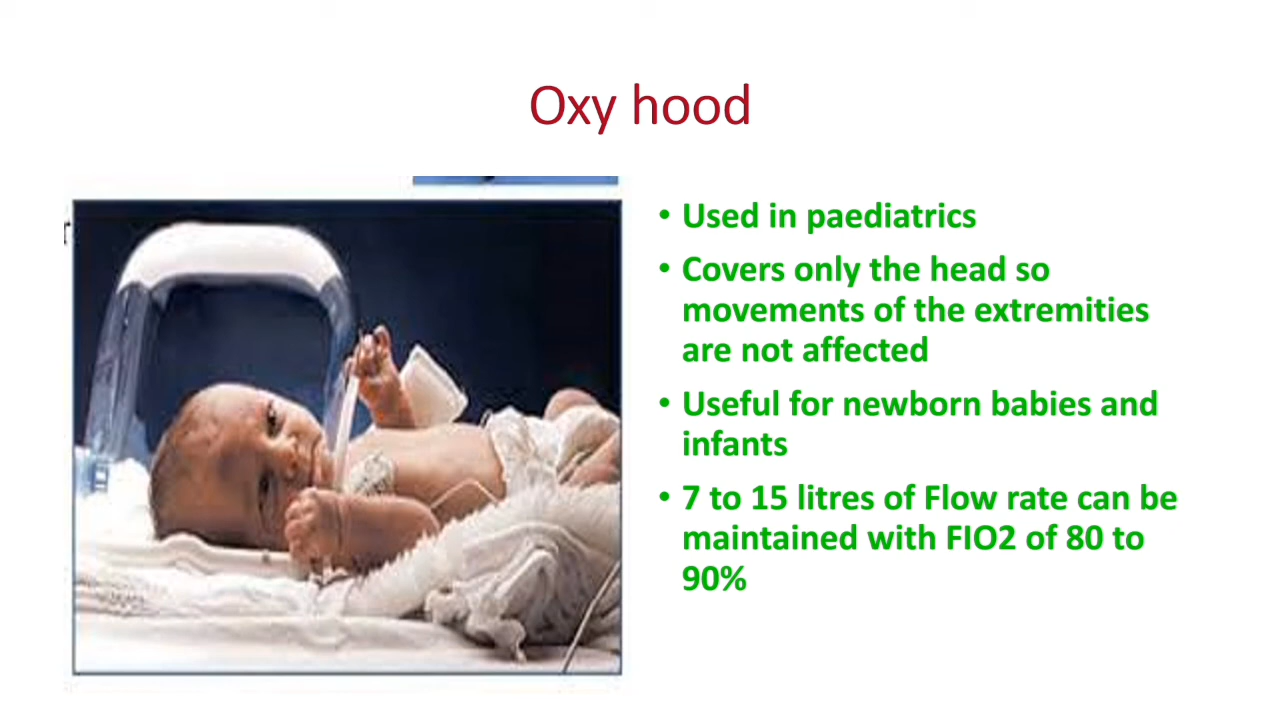 Oxy hood
• Used in paediatrics
• Covers only the head so
movements of the extremities
are not affected
• Useful for newborn babies and
infants
• 7 to 15 litres of Flow rate can be
maintained with FIO2 of 80 to
90%